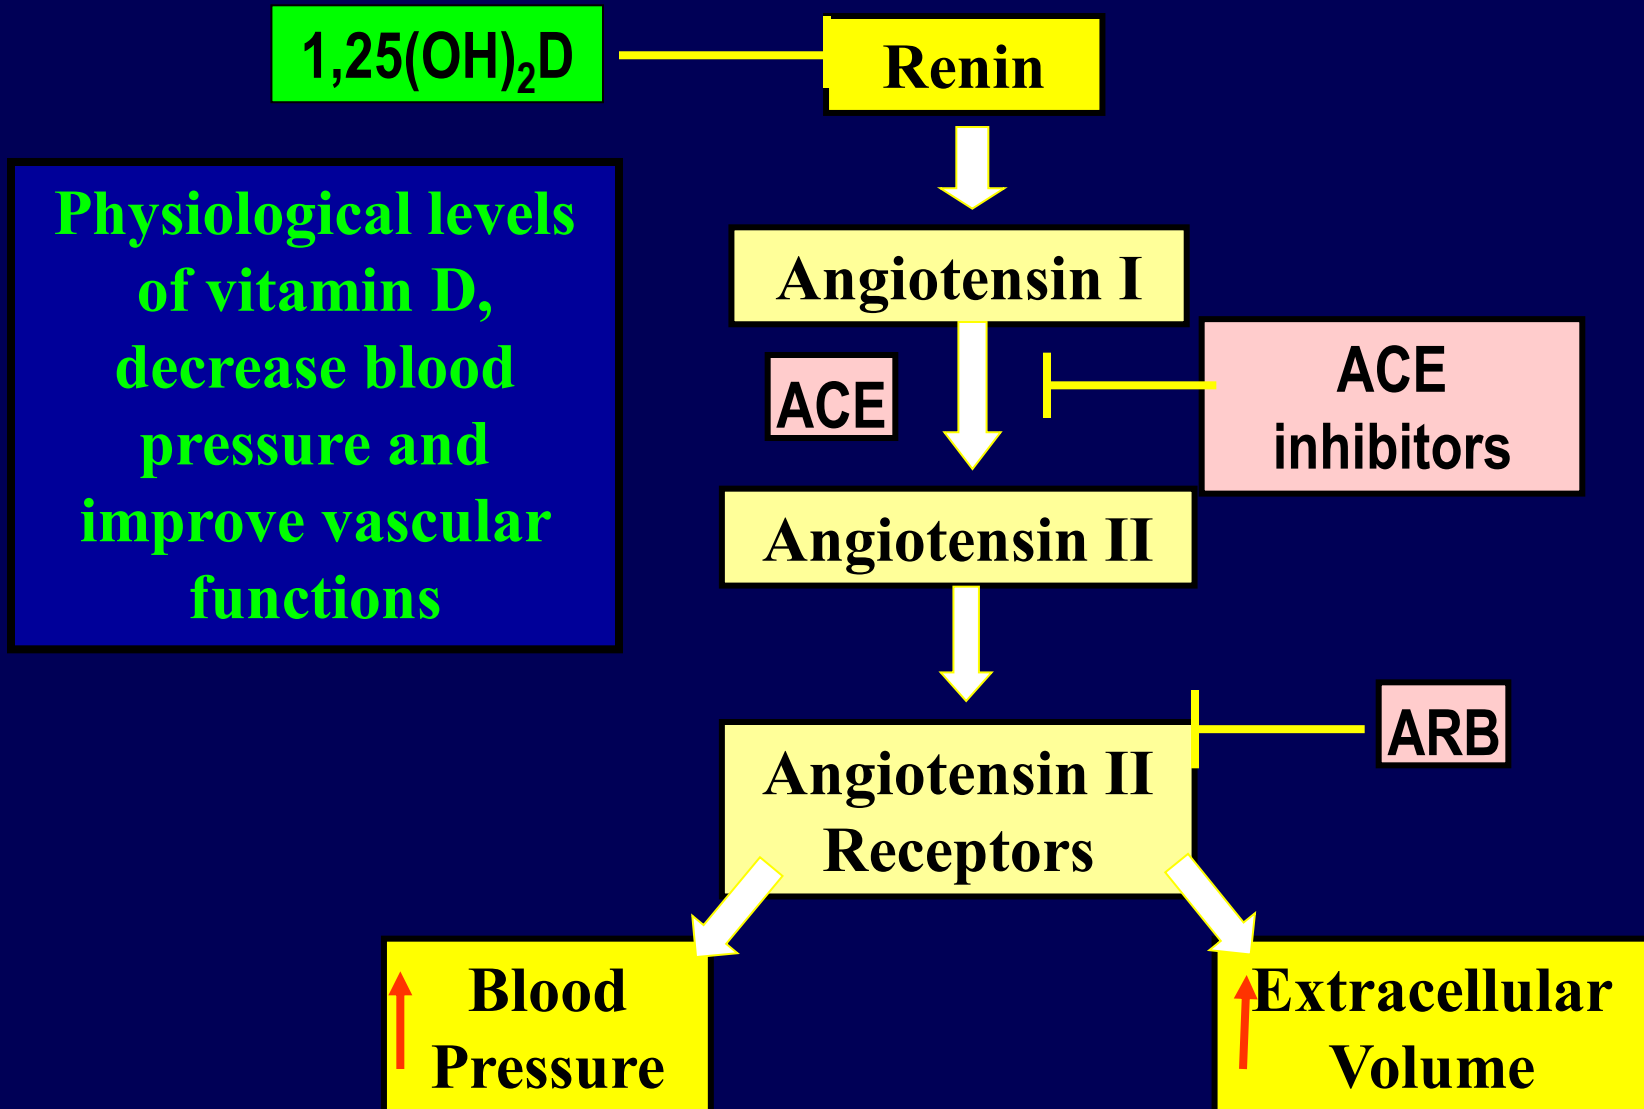 1,25(OH)₂D
Renin
Physiological levels
of vitamin D,
decrease blood
pressure and
improve vascular
functions
Angiotensin I
ACE
ACE
inhibitors
Angiotensin II
ARB
Angiotensin II
Receptors
Blood
Pressure
Extracellular
Volume